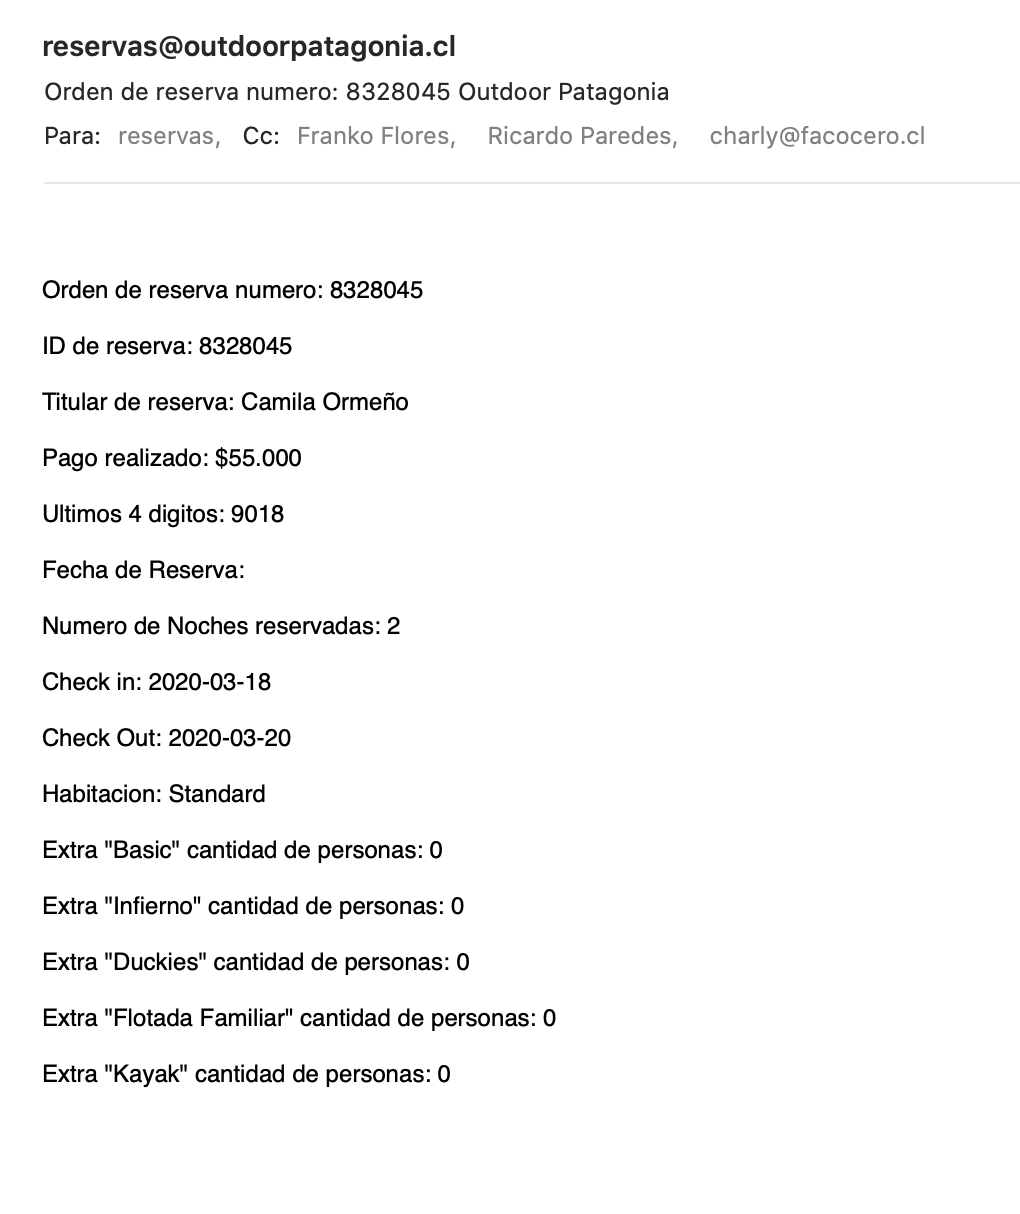 reservas@outdoorpatagonia.cl
Orden de reserva numero: 8328045 Outdoor Patagonia
Para: reservas, Cc: Franko Flores, Ricardo Paredes, charly@facocero.cl
Orden de reserva numero: 8328045
ID de reserva: 8328045
Titular de reserva: Camila Ormeño
Pago realizado: $55.000
Ultimos 4 digitos: 9018
Fecha de Reserva:
Numero de Noches reservadas: 2
Check in: 2020-03-18
Check Out: 2020-03-20
Habitacion: Standard
Extra "Basic" cantidad de personas: 0
Extra "Infierno" cantidad de personas: 0
Extra "Duckies" cantidad de personas: 0
Extra "Flotada Familiar" cantidad de personas: 0
Extra "Kayak" cantidad de personas: 0